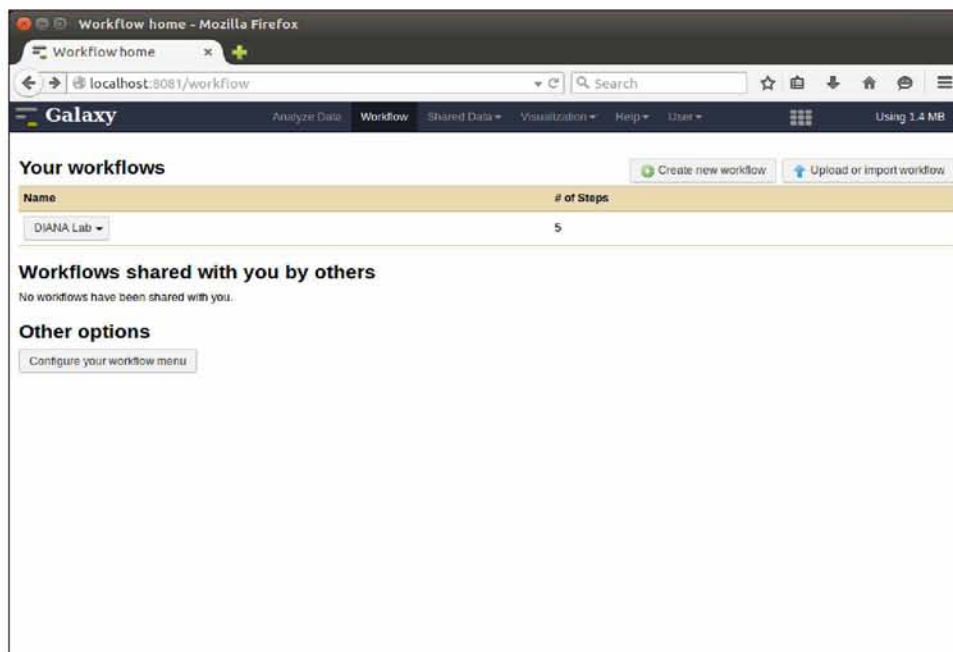 Workflow home - Mozilla Firefox
Workflow home
localhost:8081/workflow
Search
Galaxy
Analyze Data
Workflow
Shared Data
Visualization
Help
User
Using 1.4 MB
Your workflows
Create new workflow
Upload or import workflow
Name
# of Steps
DIANA Lab
5
Workflows shared with you by others
No workflows have been shared with you.
Other options
Configure your workflow menu